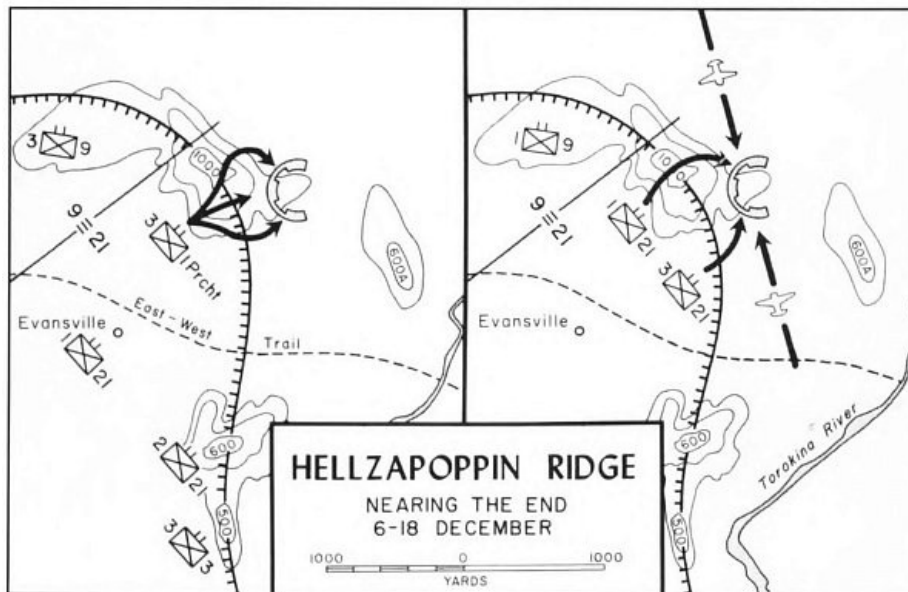 1000
3 9
9 III 21
3 1 Prcht
600A
East-West Trail
Evansville
1 21
2 21
600
500
3 3
1 9
9 III 21
1 21
3 21
600A
Evansville
600
500
Torokina River
HELLZAPOPPIN RIDGE
NEARING THE END
6-18 DECEMBER
1000 0 1000
YARDS